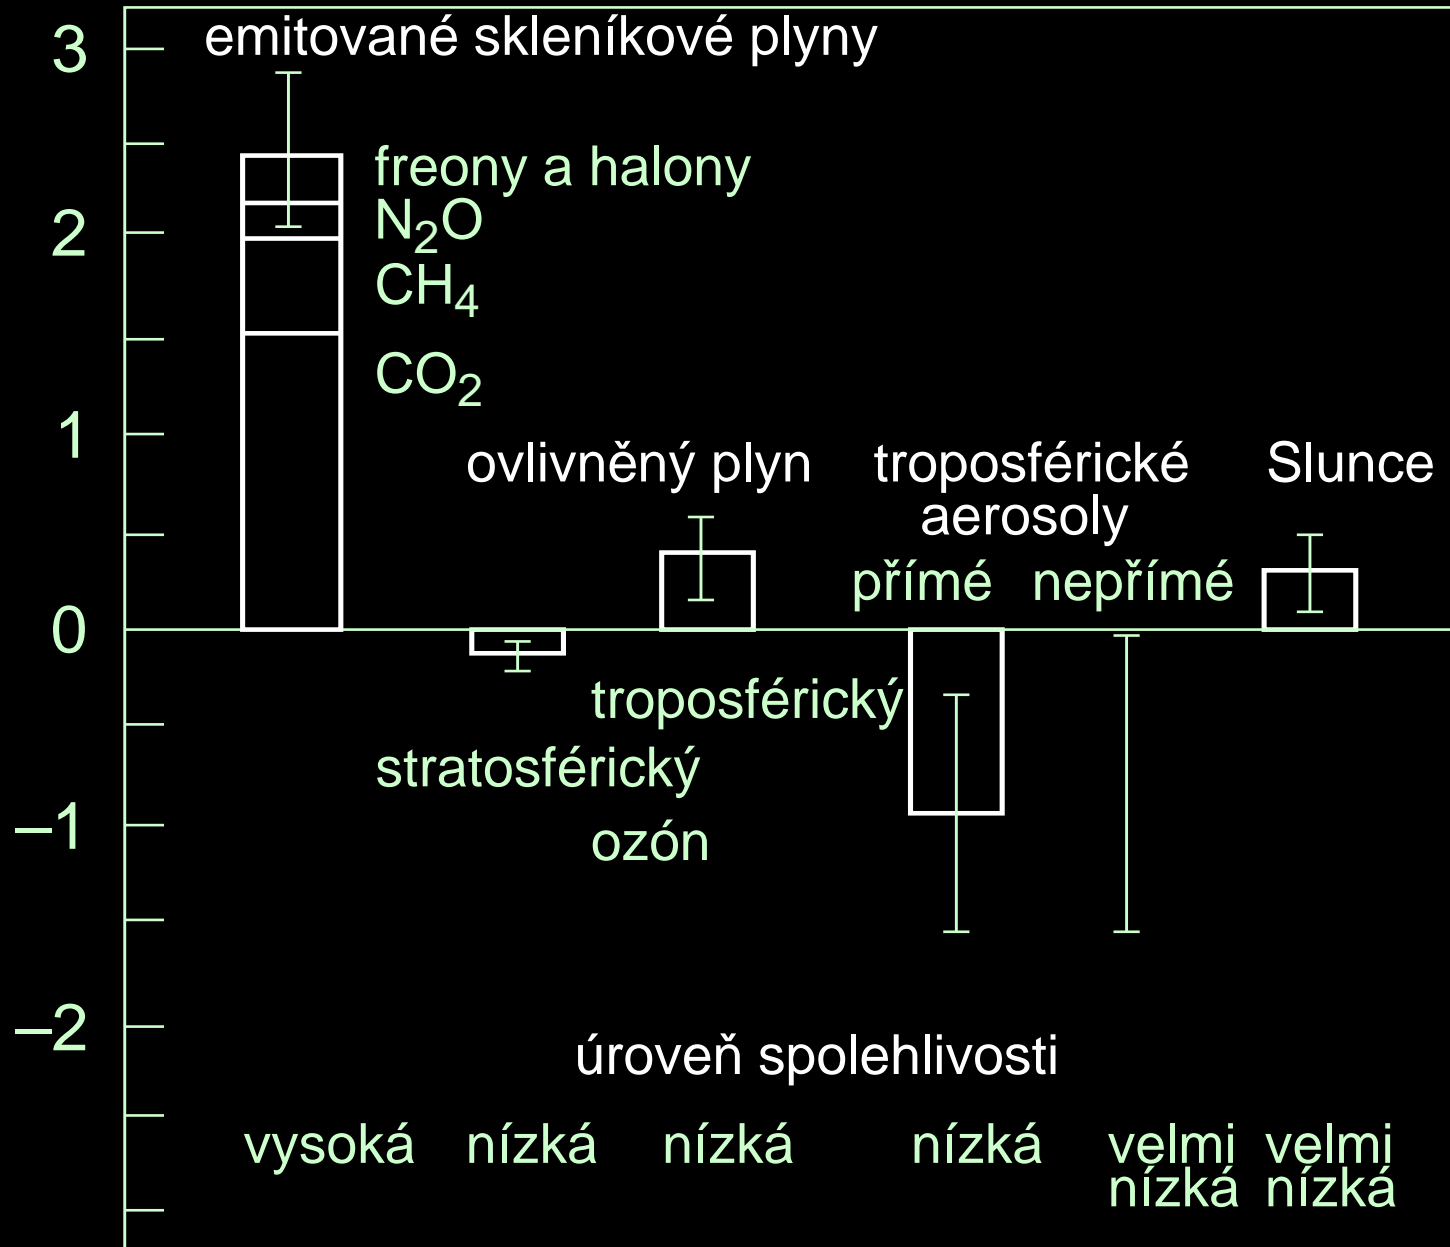 3
emitované skleníkové plyny
freony a halony
2
N₂O
CH₄
CO₂
1
ovlivněný plyn
troposférické
aerosoly
Slunce
přímé
nepřímé
0
troposférický
stratosférický
ozón
−1
−2
úroveň spolehlivosti
vysoká
nízká
nízká
nízká
velmi
nízká
velmi
nízká